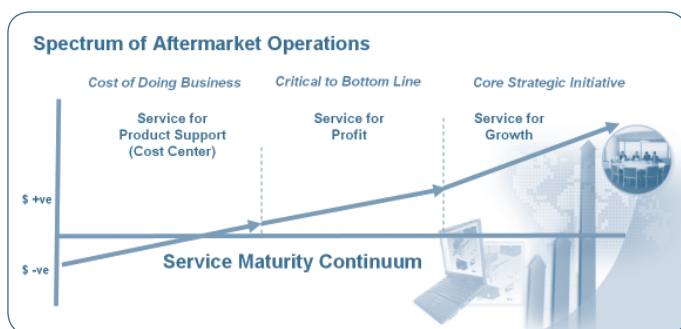 Spectrum of Aftermarket Operations
Cost of Doing Business
Critical to Bottom Line
Core Strategic Initiative
Service for
Product Support
(Cost Center)
Service for
Profit
Service for
Growth
$ +ve
$ -ve
Service Maturity Continuum